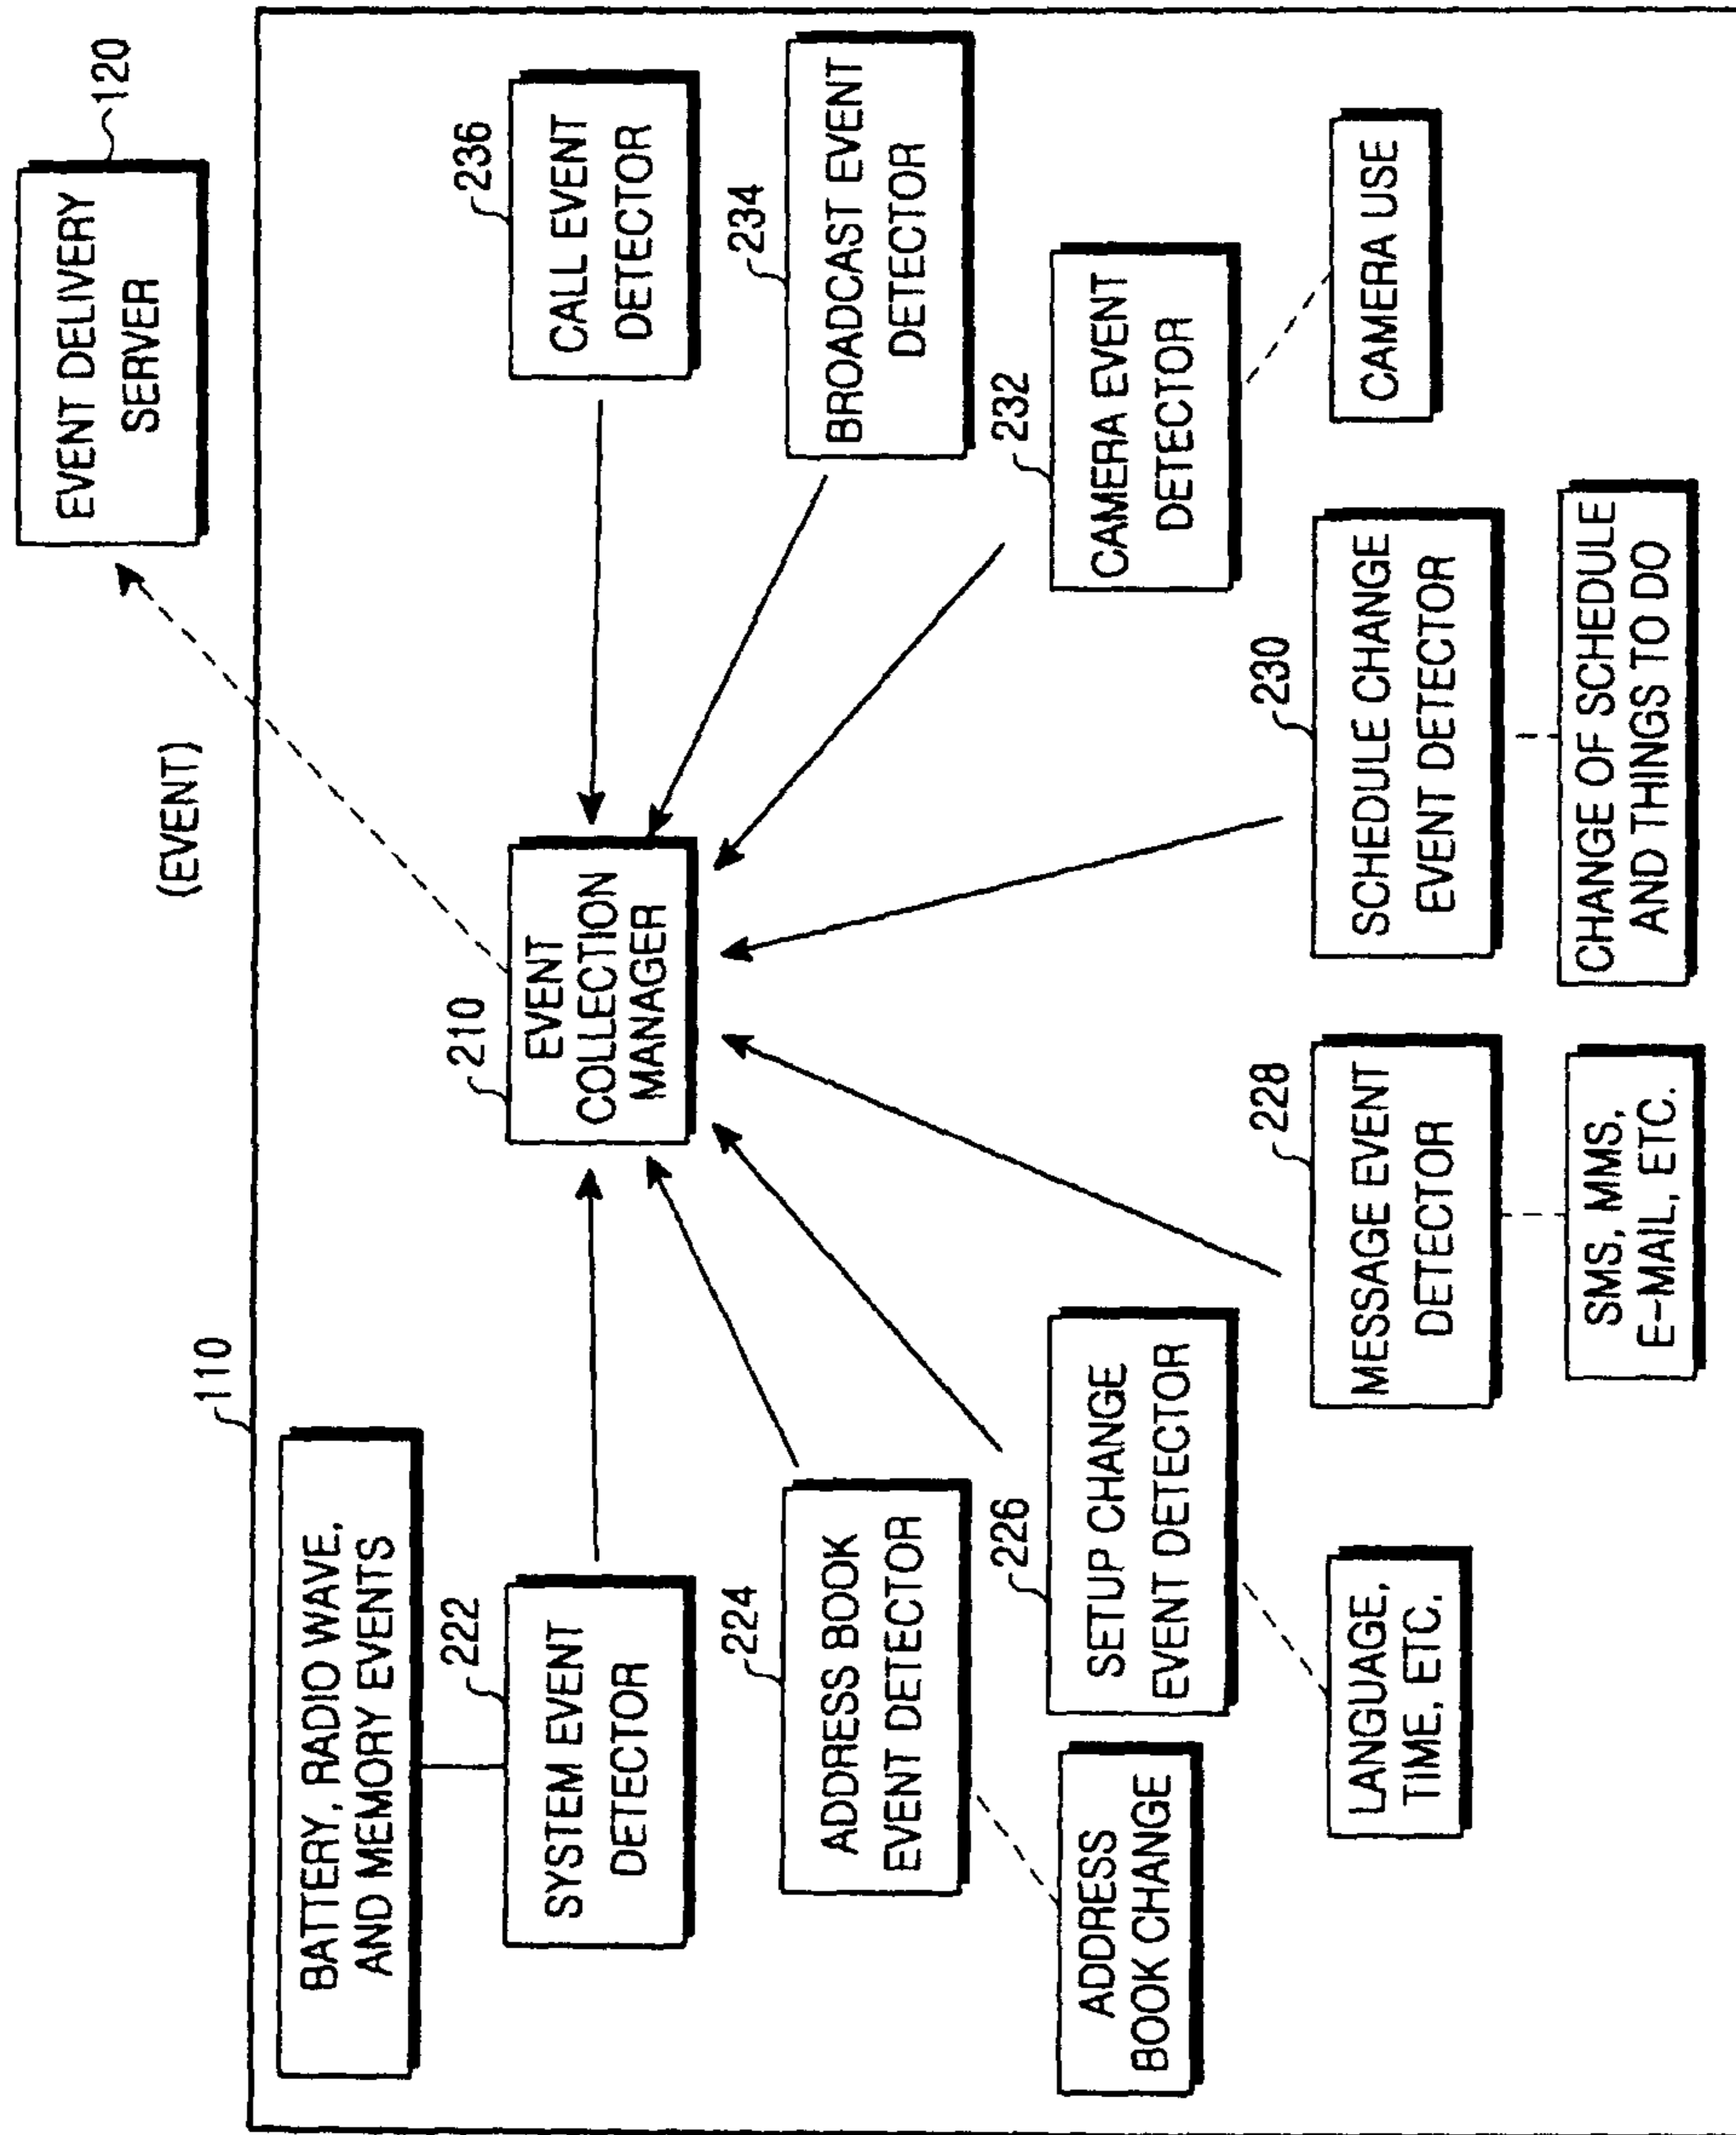 120
EVENT DELIVERY
SERVER
(EVENT)
110
BATTERY, RADIO WAVE,
AND MEMORY EVENTS
222
SYSTEM EVENT
DETECTOR
210
EVENT
COLLECTION
MANAGER
236
CALL EVENT
DETECTOR
224
ADDRESS BOOK
EVENT DETECTOR
234
BROADCAST EVENT
DETECTOR
ADDRESS
BOOK CHANGE
226
SETUP CHANGE
EVENT DETECTOR
232
CAMERA EVENT
DETECTOR
LANGUAGE,
TIME, ETC.
228
MESSAGE EVENT
DETECTOR
230
SCHEDULE CHANGE
EVENT DETECTOR
CAMERA USE
SMS, MMS,
E-MAIL, ETC.
CHANGE OF SCHEDULE
AND THINGS TO DO